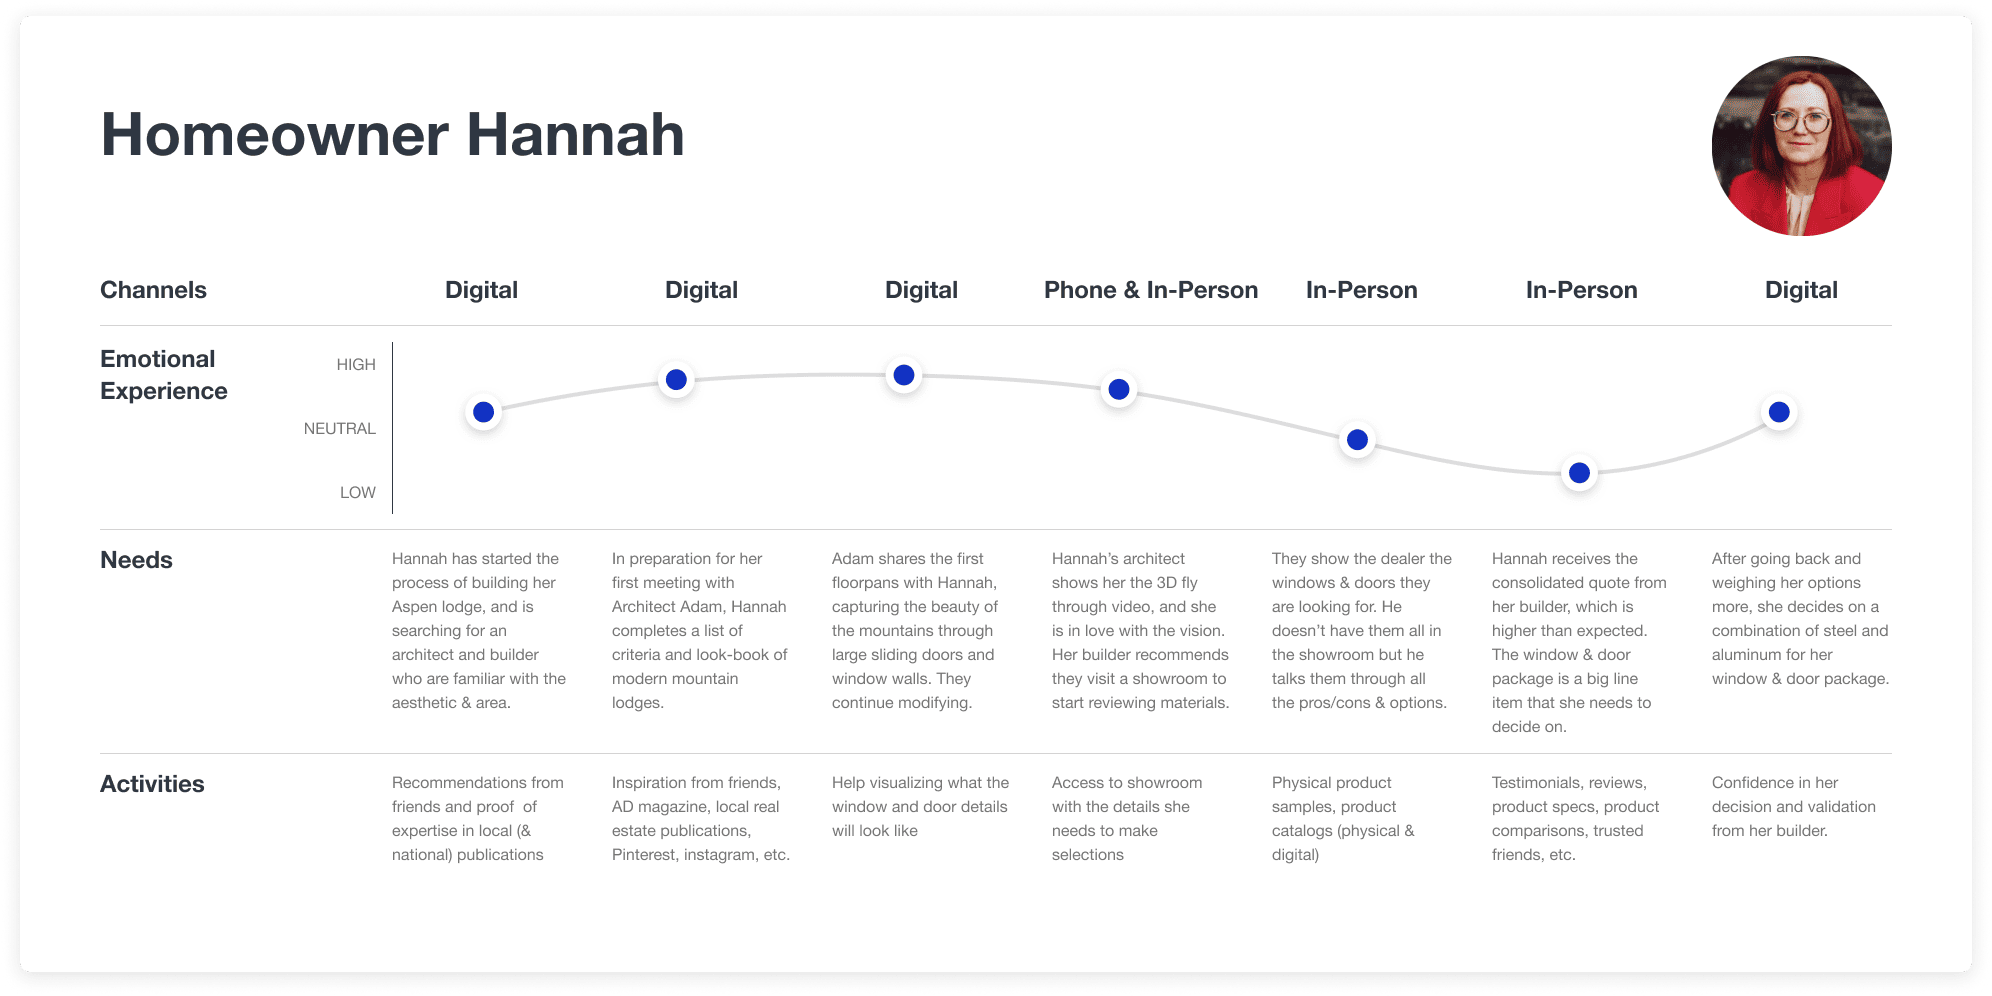 Homeowner Hannah
Channels
Digital
Digital
Digital
Phone & In-Person
In-Person
In-Person
Digital
Emotional
Experience
HIGH
NEUTRAL
LOW
Needs
Hannah has started the
process of building her
Aspen lodge, and is
searching for an
architect and builder
who are familiar with the
aesthetic & area.
In preparation for her
first meeting with
Architect Adam, Hannah
completes a list of
criteria and look-book of
modern mountain
lodges.
Adam shares the first
floorpans with Hannah,
capturing the beauty of
the mountains through
large sliding doors and
window walls. They
continue modifying.
Hannah’s architect
shows her the 3D fly
through video, and she
is in love with the vision.
Her builder recommends
they visit a showroom to
start reviewing materials.
They show the dealer the
windows & doors they
are looking for. He
doesn’t have them all in
the showroom but he
talks them through all
the pros/cons & options.
Hannah receives the
consolidated quote from
her builder, which is
higher than expected.
The window & door
package is a big line
item that she needs to
decide on.
After going back and
weighing her options
more, she decides on a
combination of steel and
aluminum for her
window & door package.
Activities
Recommendations from
friends and proof  of
expertise in local (&
national) publications
Inspiration from friends,
AD magazine, local real
estate publications,
Pinterest, instagram, etc.
Help visualizing what the
window and door details
will look like
Access to showroom
with the details she
needs to make
selections
Physical product
samples, product
catalogs (physical &
digital)
Testimonials, reviews,
product specs, product
comparisons, trusted
friends, etc.
Confidence in her
decision and validation
from her builder.